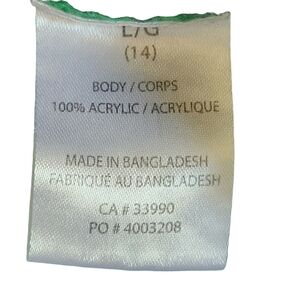 L/G
(14)
BODY / CORPS
100% ACRYLIC / ACRYLIQUE
MADE IN BANGLADESH
FABRIQUÉ AU BANGLADESH
CA # 33990
PO # 4003208